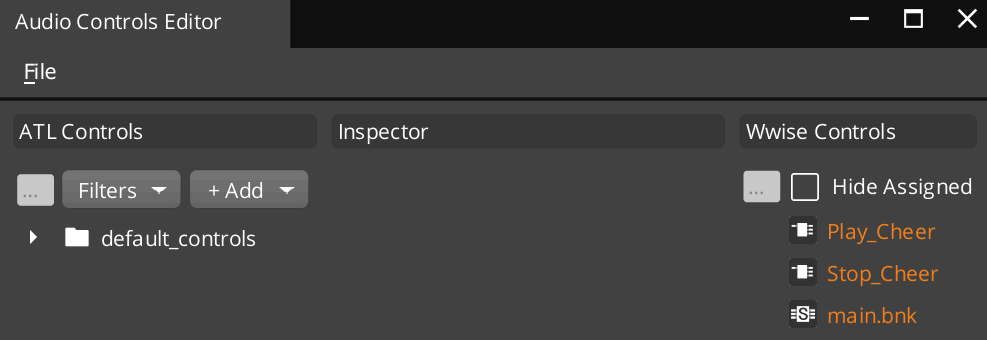 Audio Controls Editor
File
ATL Controls Inspector Wwise Controls
... Filters + Add ... Hide Assigned
default_controls
Play_Cheer
Stop_Cheer
main.bnk